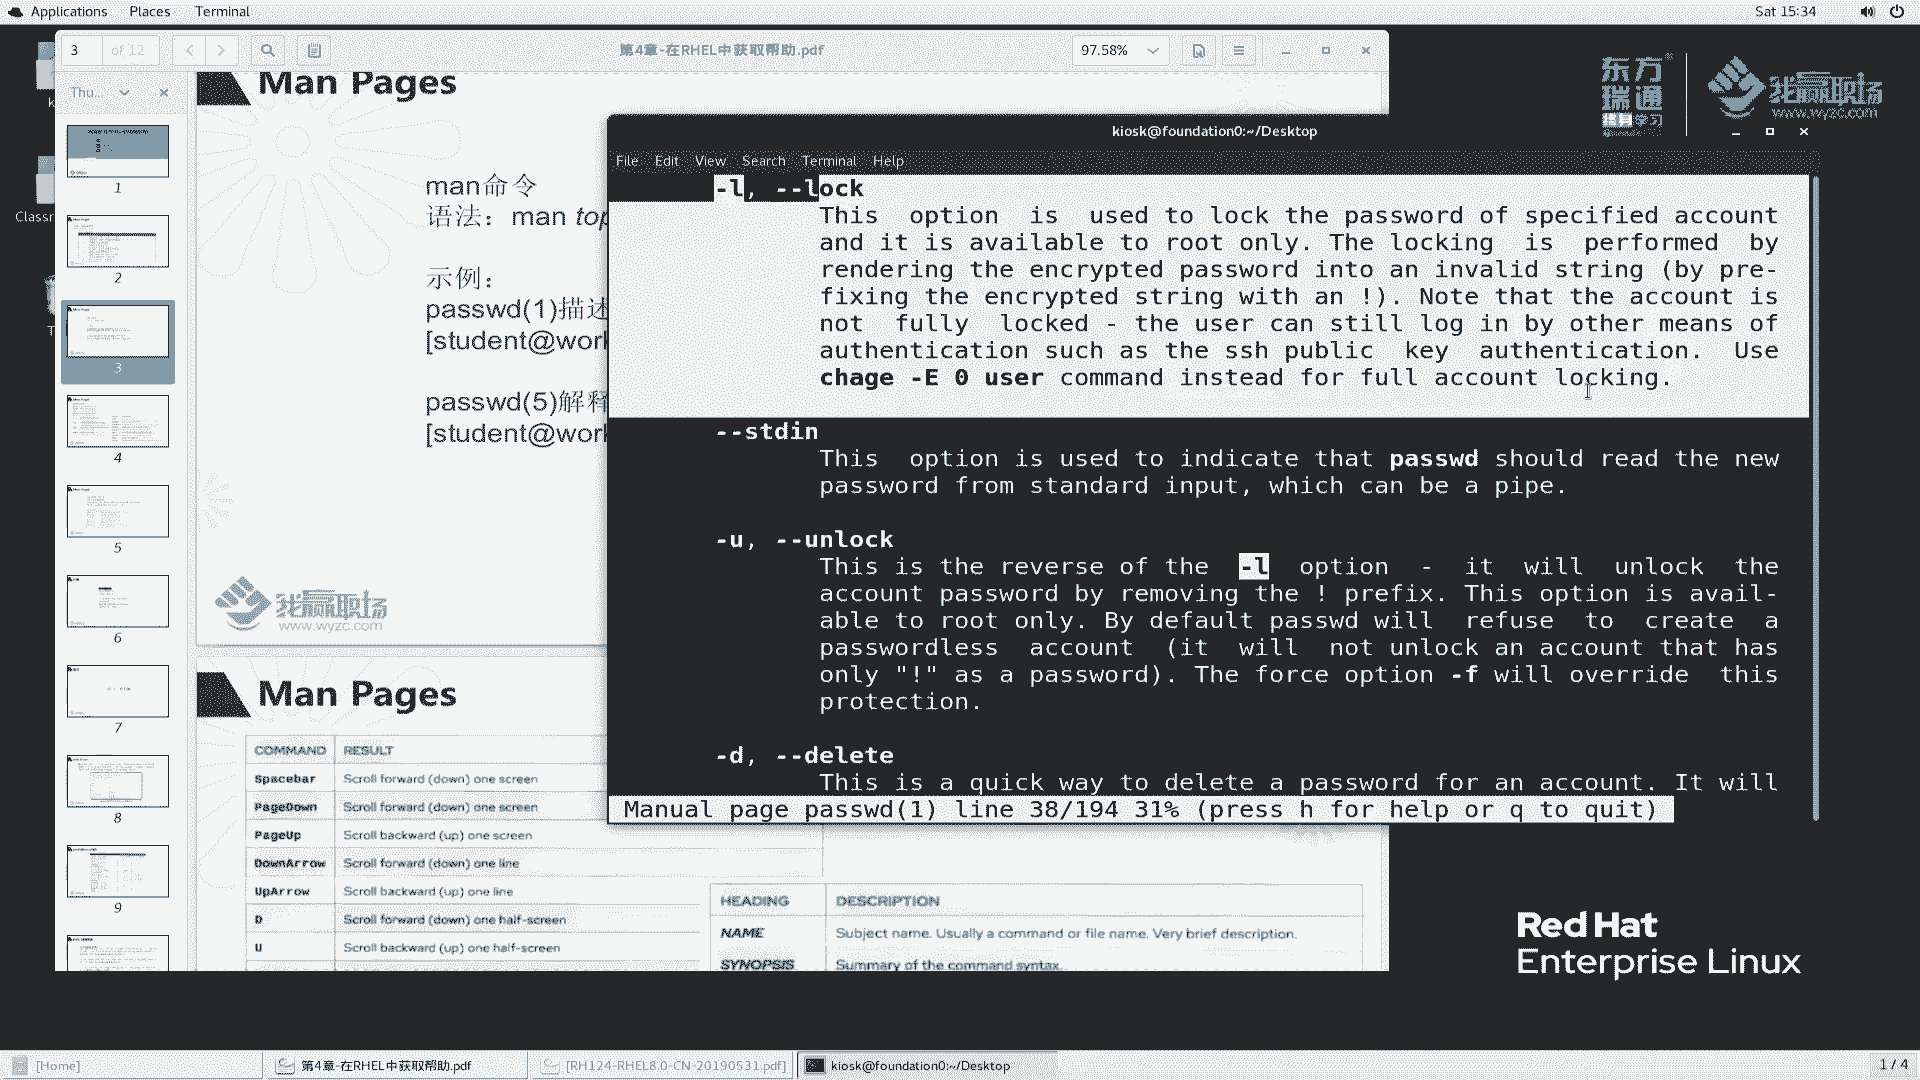 Applications Places Terminal
Sat 15:34
3 of 12
第4章-在RHEL中获取帮助.pdf
97.58%
Thu...
1
2
3
4
5
6
7
8
9
Classr
Man Pages
man命令
语法：man top
示例：
passwd(1)描述
[student@work
passwd(5)解释
[student@work
我赢职场
www.wyzc.com
Man Pages
COMMAND RESULT
Spacebar Scroll forward (down) one screen
PageDown Scroll forward (down) one screen
PageUp Scroll backward (up) one screen
DownArrow Scroll forward (down) one line
UpArrow Scroll backward (up) one line
D Scroll forward (down) one half-screen
U Scroll backward (up) one half-screen
HEADING DESCRIPTION
NAME Subject name. Usually a command or file name. Very brief description.
SYNOPSIS Summary of the command syntax.
东方瑞通
终身学习
我赢职场
www.wyzc.com
kiosk@foundation0:~/Desktop
File Edit View Search Terminal Help
-l, --lock
This option is used to lock the password of specified account
and it is available to root only. The locking is performed by
rendering the encrypted password into an invalid string (by pre-
fixing the encrypted string with an !). Note that the account is
not fully locked - the user can still log in by other means of
authentication such as the ssh public key authentication. Use
chage -E 0 user command instead for full account locking.
--stdin
This option is used to indicate that passwd should read the new
password from standard input, which can be a pipe.
-u, --unlock
This is the reverse of the -l option - it will unlock the
account password by removing the ! prefix. This option is avail-
able to root only. By default passwd will refuse to create a
passwordless account (it will not unlock an account that has
only "!" as a password). The force option -f will override this
protection.
-d, --delete
This is a quick way to delete a password for an account. It will
Manual page passwd(1) line 38/194 31% (press h for help or q to quit)
Red Hat
Enterprise Linux
[Home]
第4章-在RHEL中获取帮助.pdf
[RH124-RHEL8.0-CN-20190531.pdf]
kiosk@foundation0:~/Desktop
1 / 4